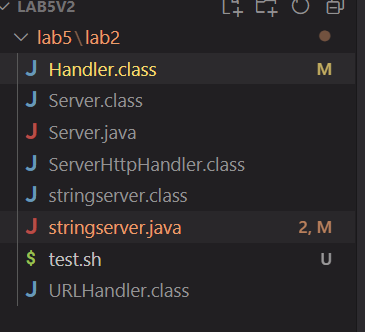 LAB5V2
lab5\lab2
J Handler.class M
J Server.class
J Server.java
J ServerHttpHandler.class
J stringserver.class
J stringserver.java 2, M
$ test.sh U
J URLHandler.class